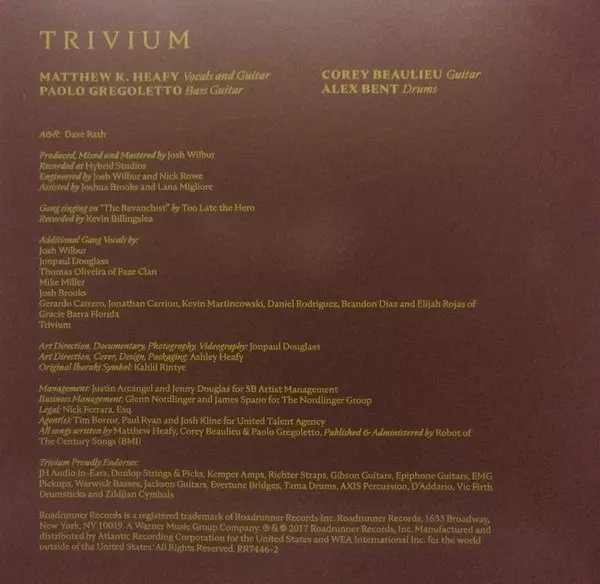 TRIVIUM
MATTHEW K. HEAFY Vocals and Guitar
PAOLO GREGOLETTO Bass Guitar
COREY BEAULIEU Guitar
ALEX BENT Drums
A&R: Dave Rath
Produced, Mixed and Mastered by Josh Wilbur
Recorded at Hybrid Studios
Engineered by Josh Wilbur and Nick Rowe
Assisted by Joshua Brooks and Lana Migliore
Gang singing on "The Revanchist" by Too Late the Hero
Recorded by Kevin Billingslea
Additional Gang Vocals by:
Josh Wilbur
Jonpaul Douglass
Thomas Oliveira of Faze Clan
Mike Miller
Josh Brooks
Gerardo Carrero, Jonathan Carrion, Kevin Martincowski, Daniel Rodriguez, Brandon Diaz and Elijah Rojas of
Gracie Barra Florida
Trivium
Art Direction, Documentary, Photography, Videography: Jonpaul Douglass
Art Direction, Cover, Design, Packaging: Ashley Heafy
Original Ibaraki Symbol: Kahlil Rintye
Management: Justin Arcangel and Jenny Douglas for 5B Artist Management
Business Management: Glenn Nordlinger and James Spano for The Nordlinger Group
Legal: Nick Ferrara, Esq.
Agent(s): Tim Borror, Paul Ryan and Josh Kline for United Talent Agency
All songs written by Matthew Heafy, Corey Beaulieu & Paolo Gregoletto, Published & Administered by Robot of
The Century Songs (BMI)
Trivium Proudly Endorses:
JH Audio In-Ears, Dunlop Strings & Picks, Kemper Amps, Richter Straps, Gibson Guitars, Epiphone Guitars, EMG
Pickups, Warwick Basses, Jackson Guitars, Evertune Bridges, Tama Drums, AXIS Percussion, D'Addario, Vic Firth
Drumsticks and Zildjian Cymbals
Roadrunner Records is a registered trademark of Roadrunner Records Inc. Roadrunner Records, 1633 Broadway,
New York, NY 10019. A Warner Music Group Company. ℗ & © 2017 Roadrunner Records, Inc. Manufactured and
distributed by Atlantic Recording Corporation for the United States and WEA International Inc. for the world
outside of the United States. All Rights Reserved. RR7446-2